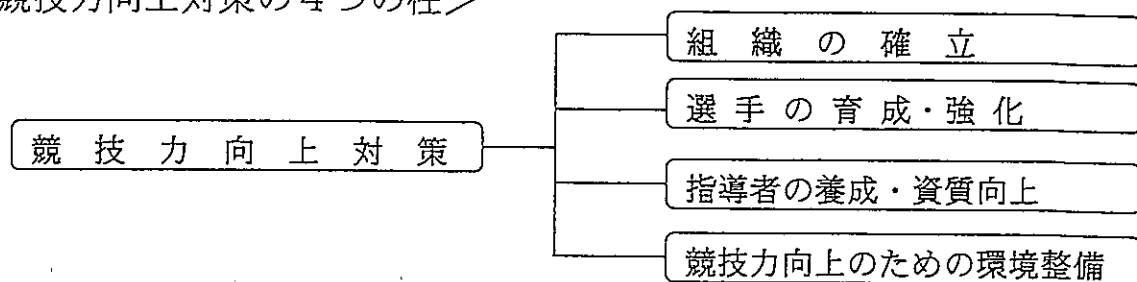 競技力向上対策の4つの柱＞
組織の確立
選手の育成・強化
競技力向上対策
指導者の養成・資質向上
競技力向上のための環境整備